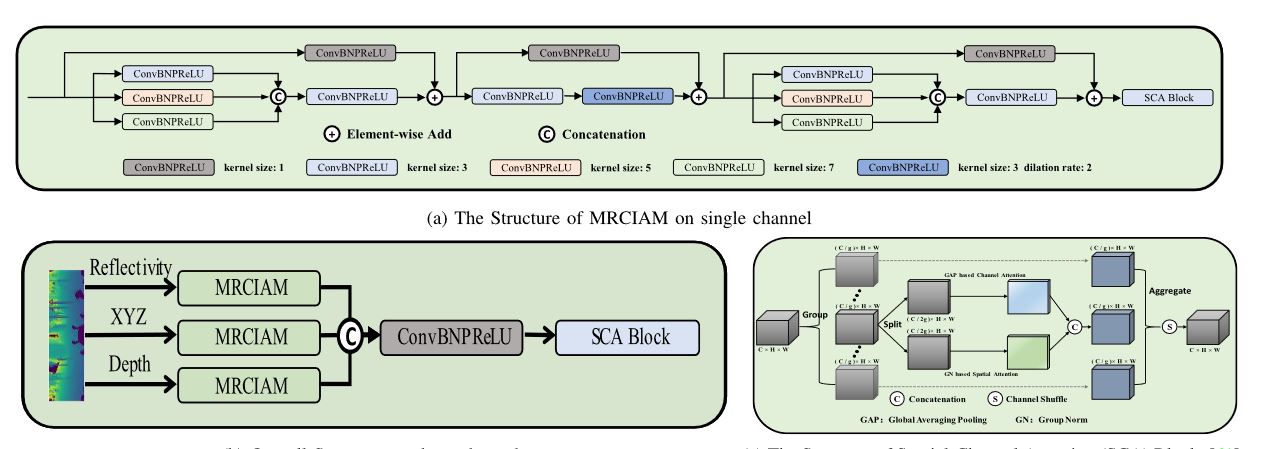 ConvBNPReLU ConvBNPReLU ConvBNPReLU
ConvBNPReLU ConvBNPReLU
ConvBNPReLU C ConvBNPReLU + ConvBNPReLU ConvBNPReLU + ConvBNPReLU C ConvBNPReLU + SCA Block
ConvBNPReLU ConvBNPReLU
+ Element-wise Add C Concatenation
ConvBNPReLU kernel size: 1 ConvBNPReLU kernel size: 3 ConvBNPReLU kernel size: 5 ConvBNPReLU kernel size: 7 ConvBNPReLU kernel size: 3 dilation rate: 2
(a) The Structure of MRCIAM on single channel
Reflectivity
MRCIAM
XYZ
MRCIAM
C
ConvBNPReLU
SCA Block
Depth
MRCIAM
(C/g)×H×W (C/g)×H×W
GAP based Channel Attention
Group
(C/g)×H×W
Split
(C/2g)×H×W
(C/2g)×H×W
C
(C/g)×H×W
Aggregate
S
C×H×W C×H×W
(C/g)×H×W (C/g)×H×W
GN based Spatial Attention
C Concatenation S Channel Shuffle
GAP: Global Averaging Pooling GN: Group Norm